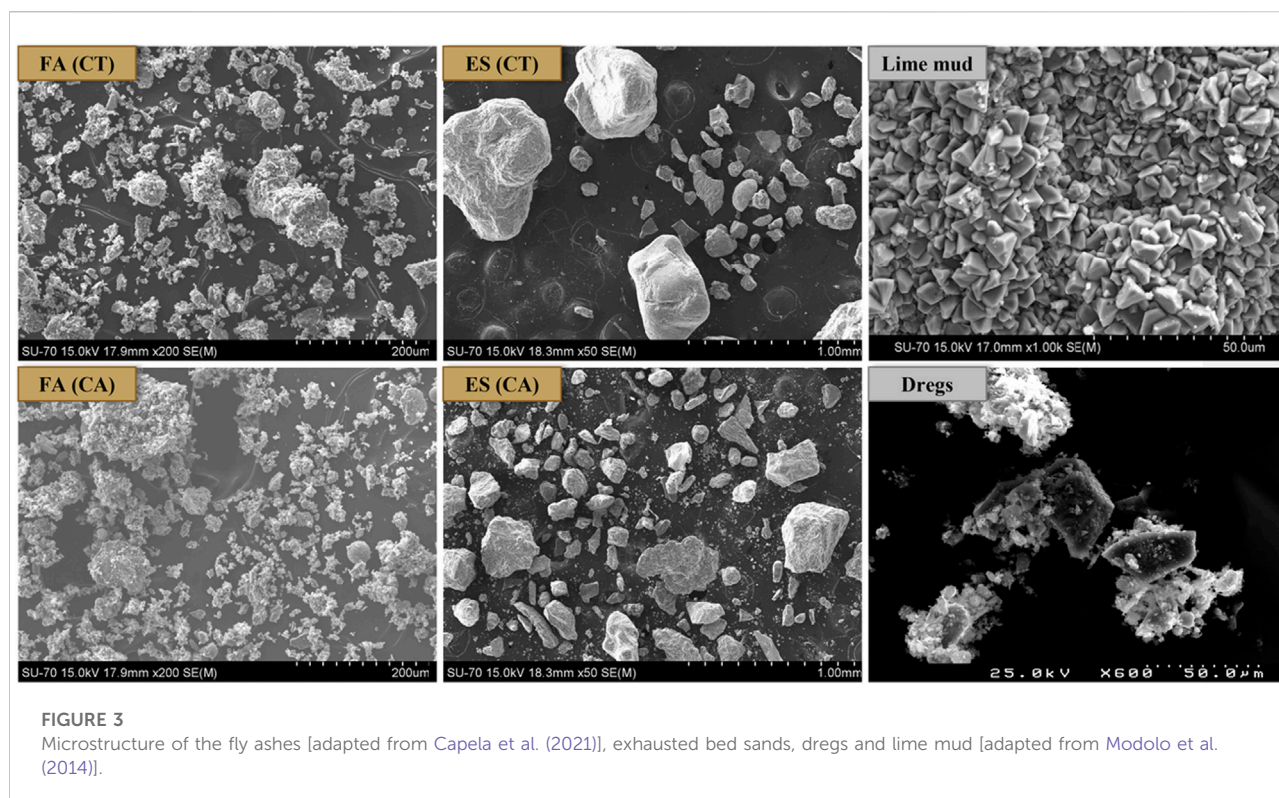 FA (CT)
SU-70 15.0kV 17.9mm x200 SE(M) 200um
ES (CT)
SU-70 15.0kV 18.3mm x50 SE(M) 1.00mm
Lime mud
SU-70 15.0kV 17.0mm x1.00k SE(M) 50.0um
FA (CA)
SU-70 15.0kV 17.9mm x200 SE(M) 200um
ES (CA)
SU-70 15.0kV 18.3mm x50 SE(M) 1.00mm
Dregs
25.0kV X600 50.0µm
FIGURE 3
Microstructure of the fly ashes [adapted from Capela et al. (2021)], exhausted bed sands, dregs and lime mud [adapted from Modolo et al.
(2014)].